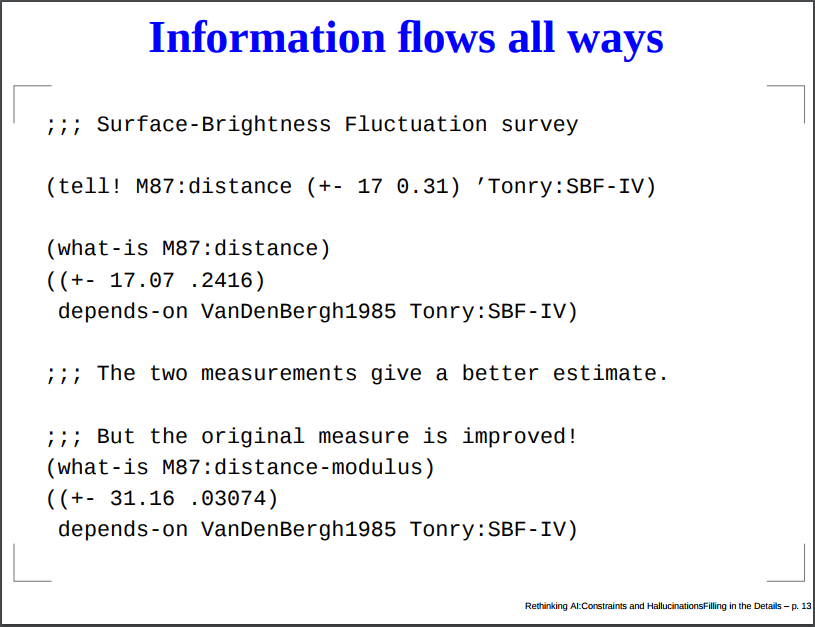 Information flows all ways
;;; Surface-Brightness Fluctuation survey
(tell! M87:distance (+- 17 0.31) ’Tonry:SBF-IV)
(what-is M87:distance)
((+- 17.07 .2416)
depends-on VanDenBergh1985 Tonry:SBF-IV)
;;; The two measurements give a better estimate.
;;; But the original measure is improved!
(what-is M87:distance-modulus)
((+- 31.16 .03074)
depends-on VanDenBergh1985 Tonry:SBF-IV)
Rethinking AI:Constraints and HallucinationsFilling in the Details – p. 13